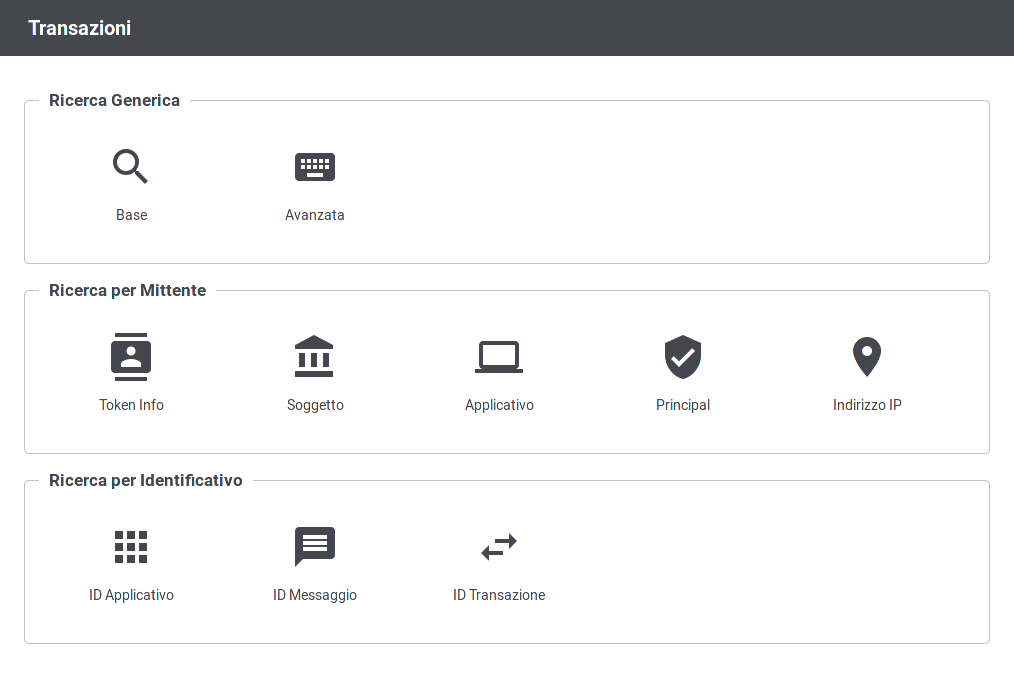 Transazioni
Ricerca Generica
Base
Avanzata
Ricerca per Mittente
Token Info
Soggetto
Applicativo
Principal
Indirizzo IP
Ricerca per Identificativo
ID Applicativo
ID Messaggio
ID Transazione